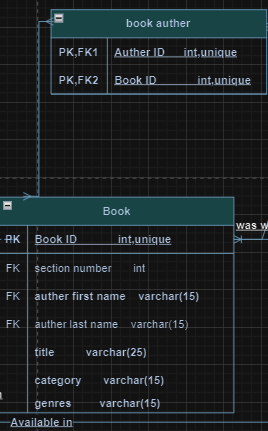 book auther
PK,FK1 Auther ID int,unique
PK,FK2 Book ID int,unique
Book
was w
PK Book ID int,unique
FK section number int
FK auther first name varchar(15)
FK auther last name varchar(15)
title varchar(25)
category varchar(15)
genres varchar(15)
Available in